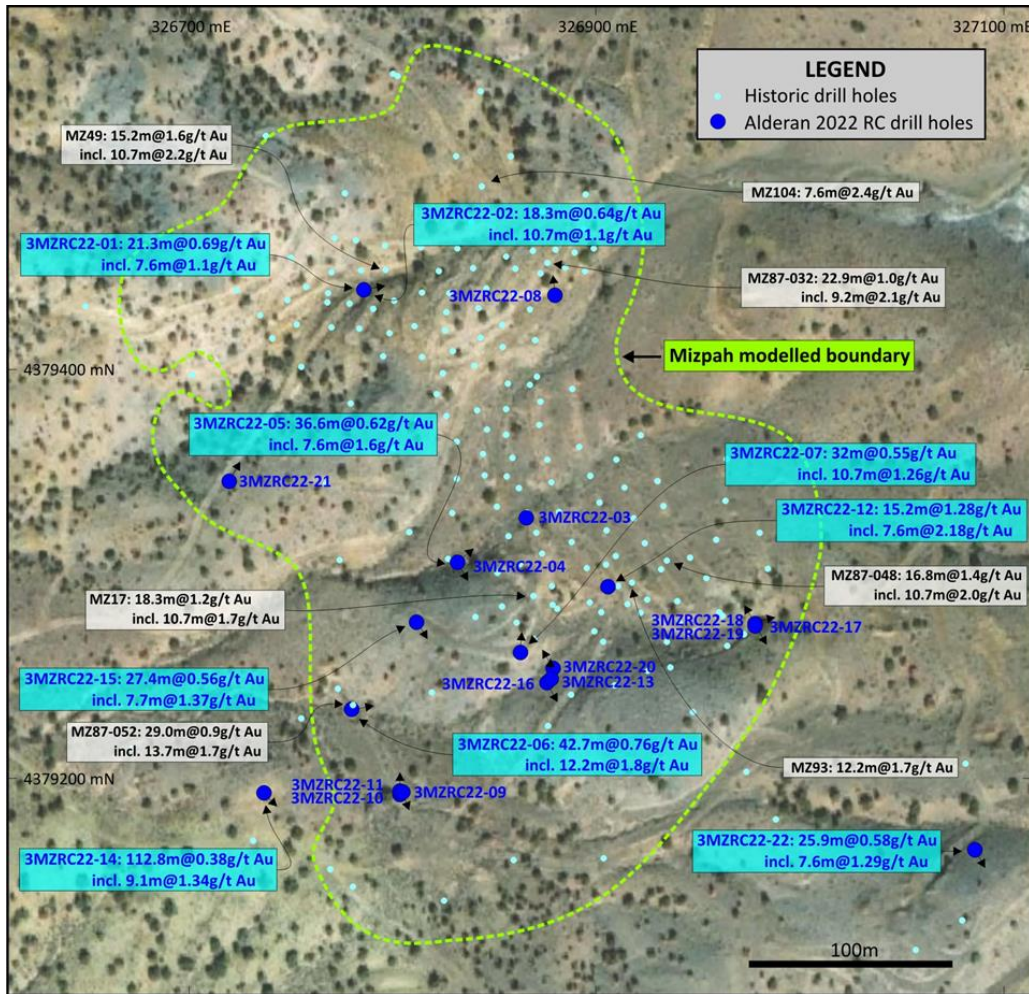 326700 mE
326900 mE
327100 mE
LEGEND
Historic drill holes
Alderan 2022 RC drill holes
MZ49: 15.2m@1.6g/t Au
incl. 10.7m@2.2g/t Au
MZ104: 7.6m@2.4g/t Au
3MZRC22-02: 18.3m@0.64g/t Au
incl. 10.7m@1.1g/t Au
3MZRC22-01: 21.3m@0.69g/t Au
incl. 7.6m@1.1g/t Au
MZ87-032: 22.9m@1.0g/t Au
incl. 9.2m@2.1g/t Au
3MZRC22-08
Mizpah modelled boundary
4379400 mN
3MZRC22-05: 36.6m@0.62g/t Au
incl. 7.6m@1.6g/t Au
3MZRC22-07: 32m@0.55g/t Au
incl. 10.7m@1.26g/t Au
3MZRC22-21
3MZRC22-12: 15.2m@1.28g/t Au
incl. 7.6m@2.18g/t Au
3MZRC22-03
3MZRC22-04
MZ87-048: 16.8m@1.4g/t Au
incl. 10.7m@2.0g/t Au
MZ17: 18.3m@1.2g/t Au
incl. 10.7m@1.7g/t Au
3MZRC22-18
3MZRC22-19
3MZRC22-17
3MZRC22-20
3MZRC22-16
3MZRC22-13
3MZRC22-15: 27.4m@0.56g/t Au
incl. 7.7m@1.37g/t Au
MZ87-052: 29.0m@0.9g/t Au
incl. 13.7m@1.7g/t Au
3MZRC22-06: 42.7m@0.76g/t Au
incl. 12.2m@1.8g/t Au
MZ93: 12.2m@1.7g/t Au
4379200 mN
3MZRC22-11
3MZRC22-10
3MZRC22-09
3MZRC22-22: 25.9m@0.58g/t Au
incl. 7.6m@1.29g/t Au
3MZRC22-14: 112.8m@0.38g/t Au
incl. 9.1m@1.34g/t Au
100m